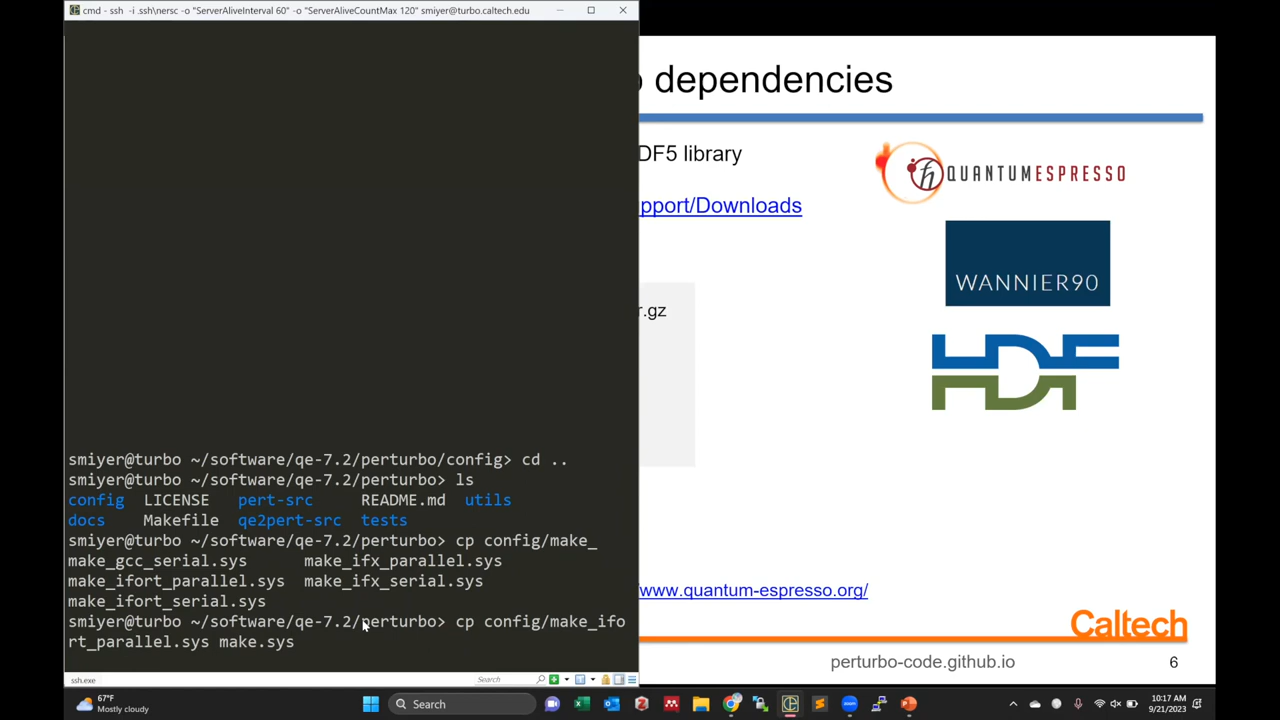 cmd - ssh -i .ssh\nersc -o "ServerAliveInterval 60" -o "ServerAliveCountMax 120" smiyer@turbo.caltech.edu
dependencies
DF5 library
QUANTUMESPRESSO
pport/Downloads
WANNIER90
r.gz
HDF
smiyer@turbo ~/software/qe-7.2/perturbo/config> cd ..
smiyer@turbo ~/software/qe-7.2/perturbo> ls
config LICENSE pert-src README.md utils
docs Makefile qe2pert-src tests
smiyer@turbo ~/software/qe-7.2/perturbo> cp config/make_
make_gcc_serial.sys make_ifx_parallel.sys
make_ifort_parallel.sys make_ifx_serial.sys
make_ifort_serial.sys
smiyer@turbo ~/software/qe-7.2/perturbo> cp config/make_ifo
rt_parallel.sys make.sys
www.quantum-espresso.org/
Caltech
perturbo-code.github.io 6
ssh.exe
Search
67°F
Mostly cloudy
Search
10:17 AM
9/21/2023